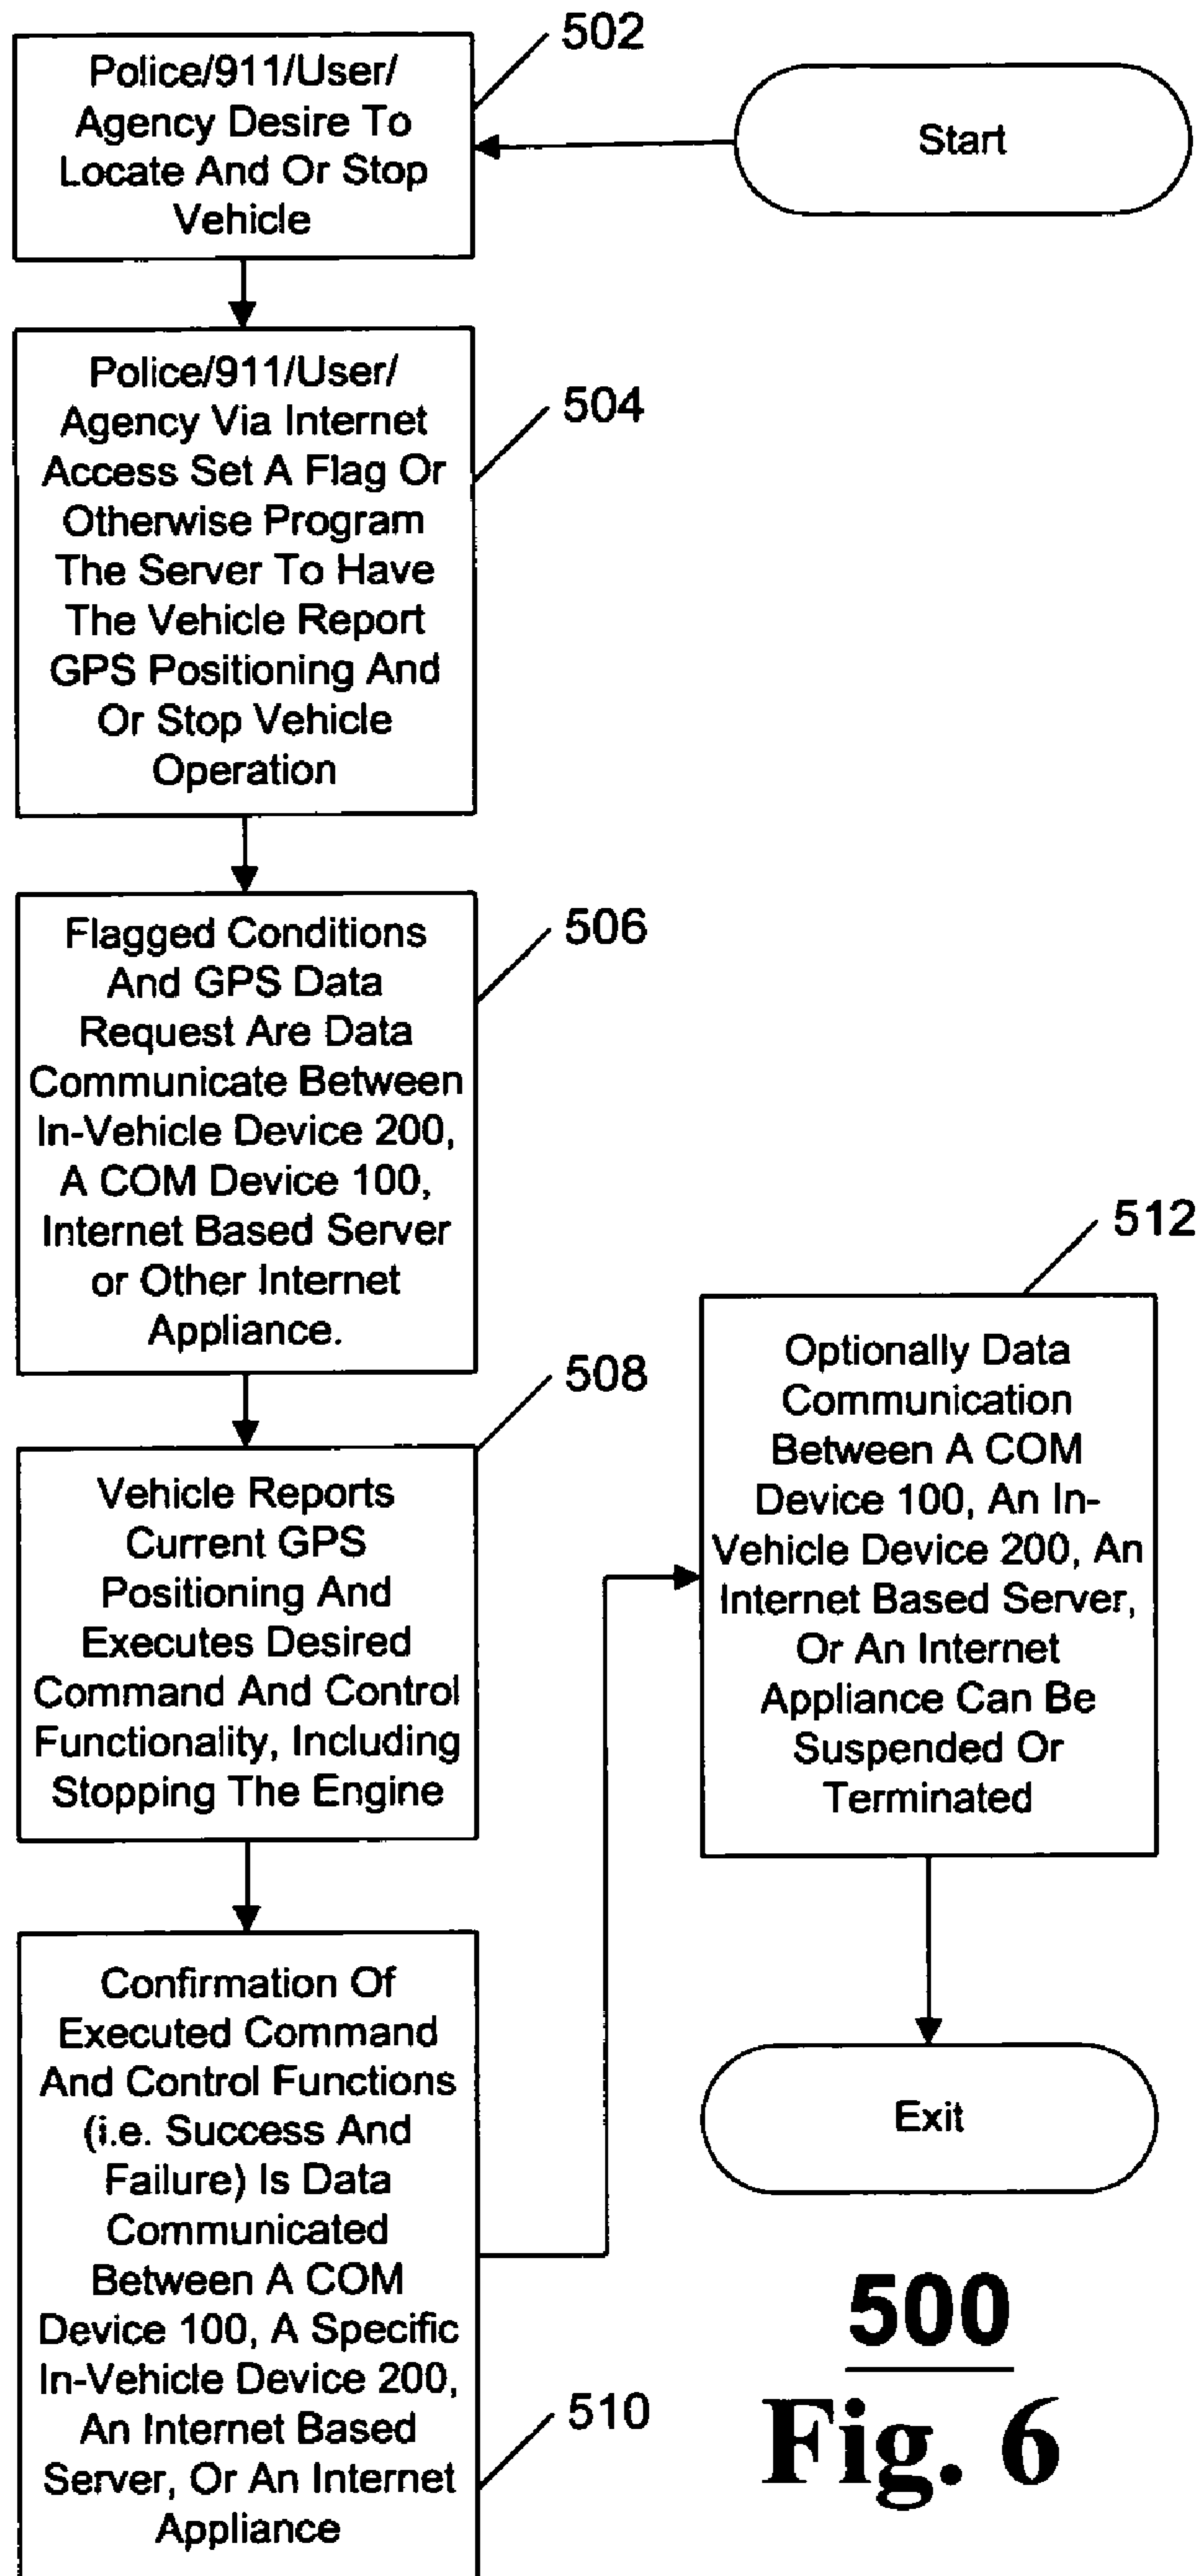 Start
502
Police/911/User/
Agency Desire To
Locate And Or Stop
Vehicle
504
Police/911/User/
Agency Via Internet
Access Set A Flag Or
Otherwise Program
The Server To Have
The Vehicle Report
GPS Positioning And
Or Stop Vehicle
Operation
506
Flagged Conditions
And GPS Data
Request Are Data
Communicate Between
In-Vehicle Device 200,
A COM Device 100,
Internet Based Server
or Other Internet
Appliance.
508
Vehicle Reports
Current GPS
Positioning And
Executes Desired
Command And Control
Functionality, Including
Stopping The Engine
510
Confirmation Of
Executed Command
And Control Functions
(i.e. Success And
Failure) Is Data
Communicated
Between A COM
Device 100, A Specific
In-Vehicle Device 200,
An Internet Based
Server, Or An Internet
Appliance
512
Optionally Data
Communication
Between A COM
Device 100, An In-
Vehicle Device 200, An
Internet Based Server,
Or An Internet
Appliance Can Be
Suspended Or
Terminated
Exit
500
Fig. 6